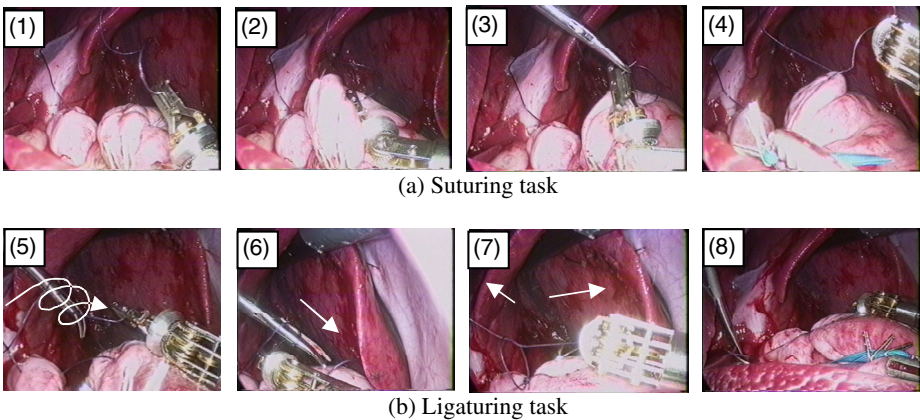 (1) (2) (3) (4)
(a) Suturing task
(5) (6) (7) (8)
(b) Ligaturing task